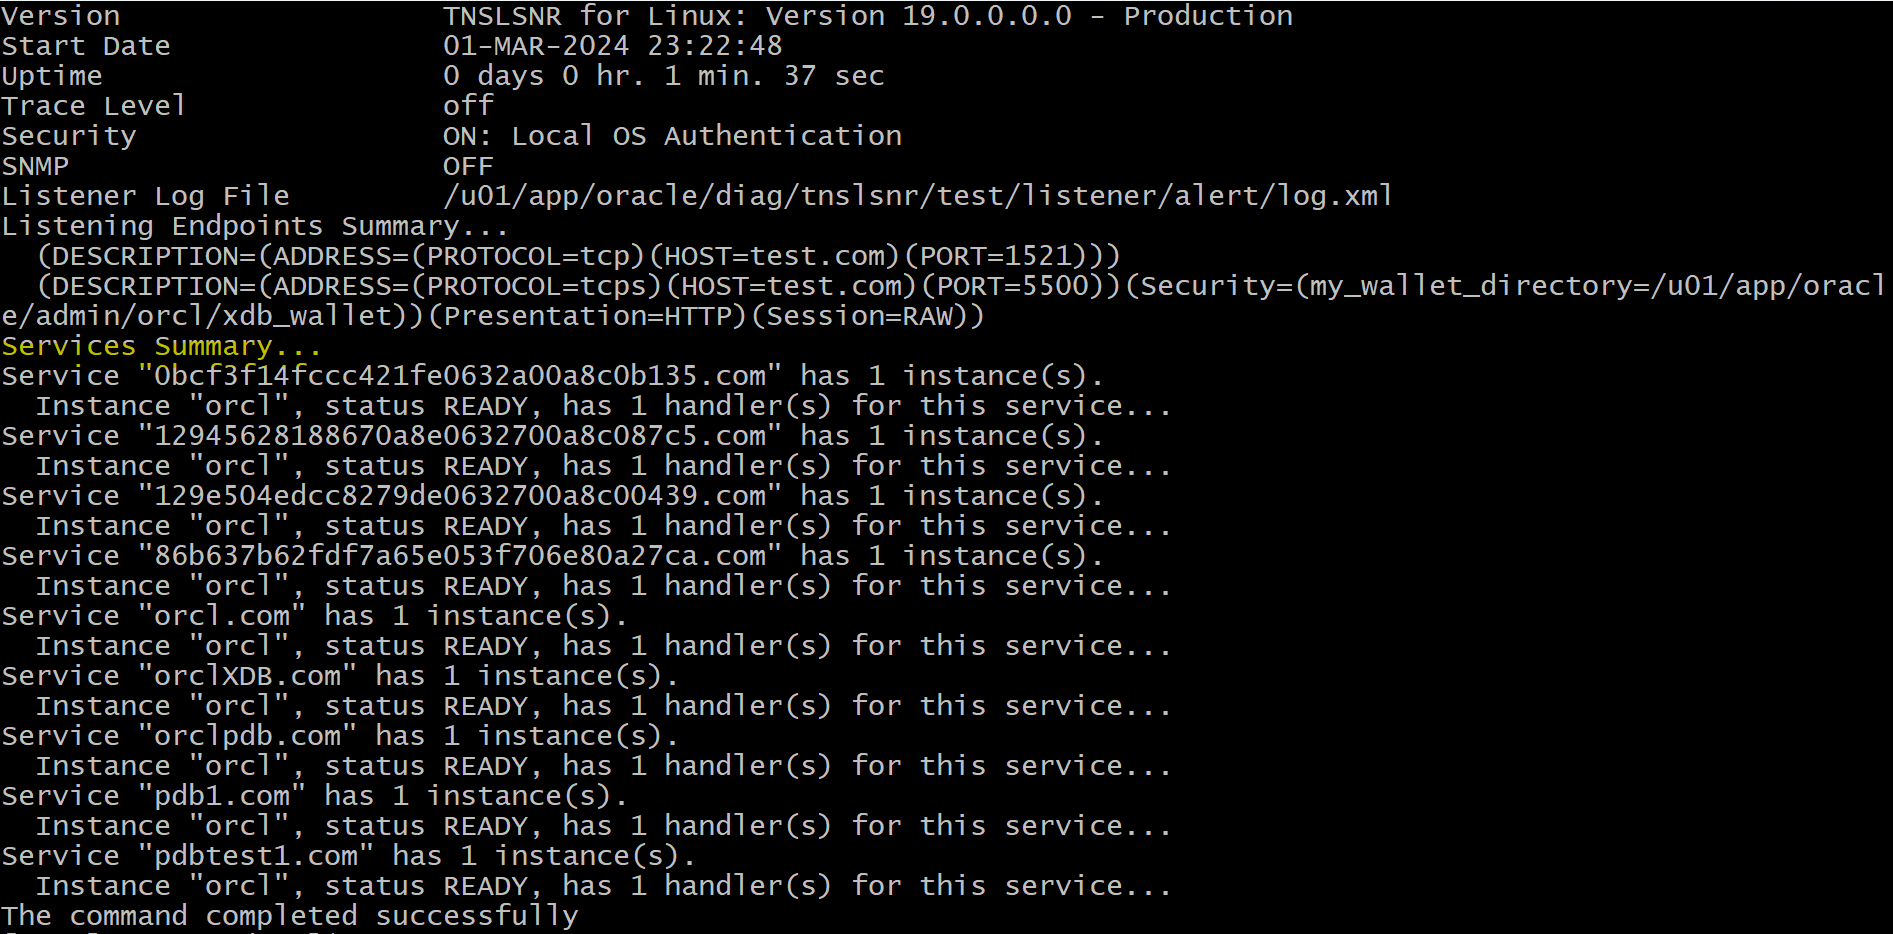 Version                   TNSLSNR for Linux: Version 19.0.0.0.0 - Production
Start Date                01-MAR-2024 23:22:48
Uptime                    0 days 0 hr. 1 min. 37 sec
Trace Level               off
Security                  ON: Local OS Authentication
SNMP                      OFF
Listener Log File         /u01/app/oracle/diag/tnslsnr/test/listener/alert/log.xml
Listening Endpoints Summary...
  (DESCRIPTION=(ADDRESS=(PROTOCOL=tcp)(HOST=test.com)(PORT=1521)))
  (DESCRIPTION=(ADDRESS=(PROTOCOL=tcps)(HOST=test.com)(PORT=5500))(Security=(my_wallet_directory=/u01/app/oracl
e/admin/orcl/xdb_wallet))(Presentation=HTTP)(Session=RAW))
Services Summary...
Service "0bcf3f14fccc421fe0632a00a8c0b135.com" has 1 instance(s).
  Instance "orcl", status READY, has 1 handler(s) for this service...
Service "12945628188670a8e0632700a8c087c5.com" has 1 instance(s).
  Instance "orcl", status READY, has 1 handler(s) for this service...
Service "129e504edcc8279de0632700a8c00439.com" has 1 instance(s).
  Instance "orcl", status READY, has 1 handler(s) for this service...
Service "86b637b62fdf7a65e053f706e80a27ca.com" has 1 instance(s).
  Instance "orcl", status READY, has 1 handler(s) for this service...
Service "orcl.com" has 1 instance(s).
  Instance "orcl", status READY, has 1 handler(s) for this service...
Service "orclXDB.com" has 1 instance(s).
  Instance "orcl", status READY, has 1 handler(s) for this service...
Service "orclpdb.com" has 1 instance(s).
  Instance "orcl", status READY, has 1 handler(s) for this service...
Service "pdb1.com" has 1 instance(s).
  Instance "orcl", status READY, has 1 handler(s) for this service...
Service "pdbtest1.com" has 1 instance(s).
  Instance "orcl", status READY, has 1 handler(s) for this service...
The command completed successfully